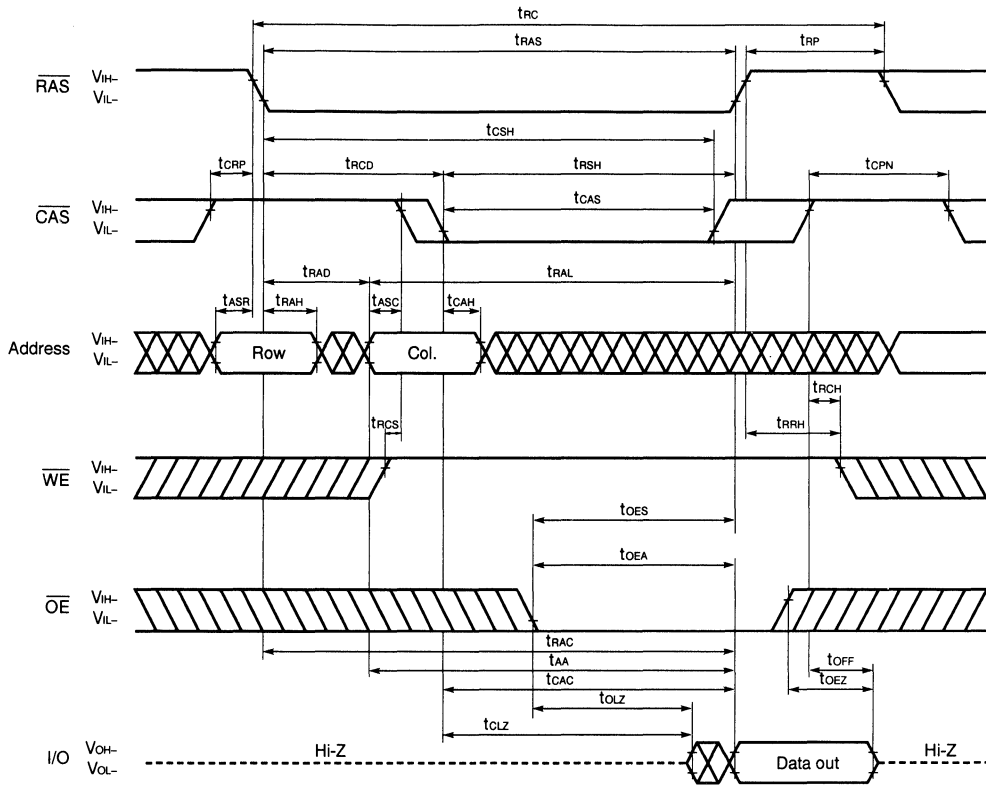 tRC
tRAS
tRP
RAS
VIH–
VIL–
tCSH
tCRP
tRCD
tRSH
tCPN
tCAS
CAS
VIH–
VIL–
tRAD
tRAL
tASR
tRAH
tASC
tCAH
Address
VIH–
VIL–
Row
Col.
tRCH
tRCS
tRRH
WE
VIH–
VIL–
tOES
tOEA
OE
VIH–
VIL–
tRAC
tAA
tOFF
tCAC
tOEZ
tOLZ
tCLZ
I/O
VOH–
VOL–
Hi-Z
Data out
Hi-Z